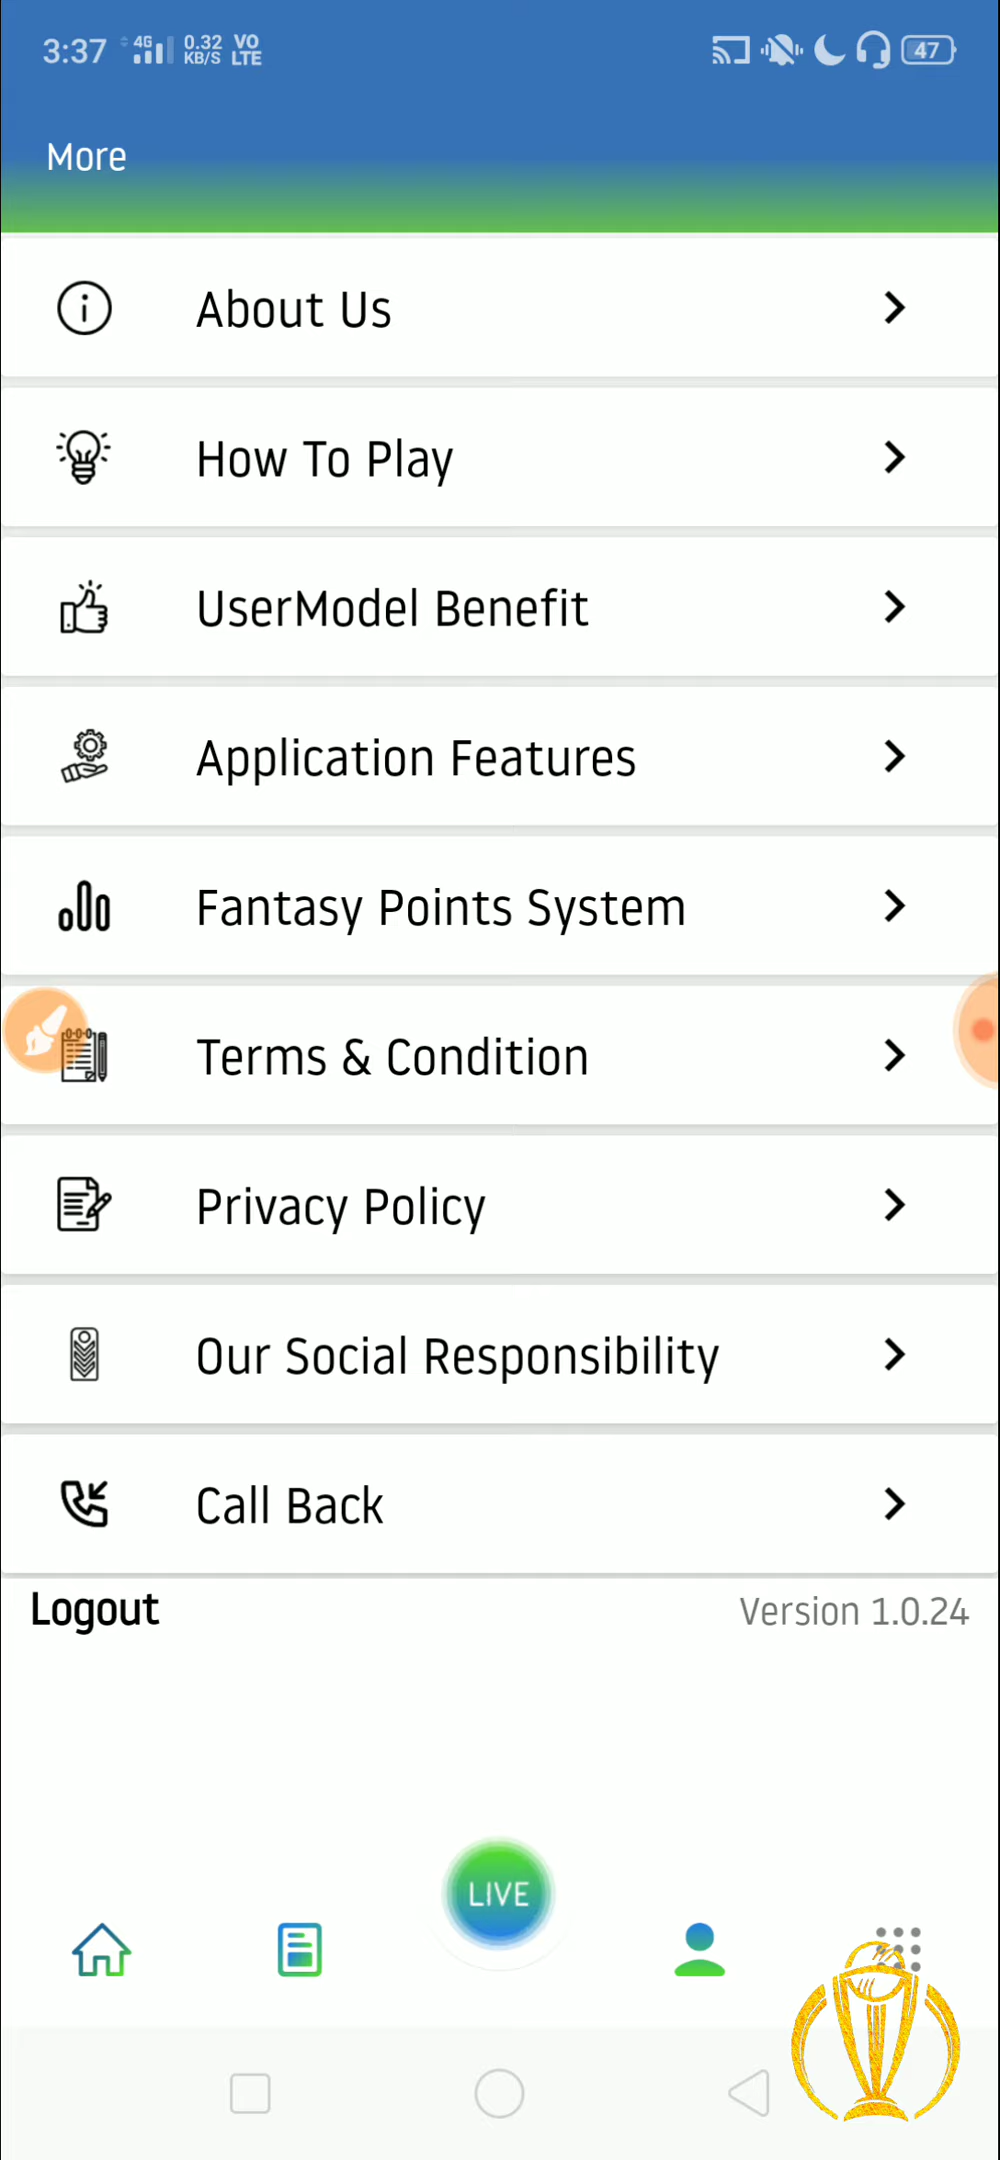 3:37 4G 0.32 KB/S VO LTE 47
More
About Us
How To Play
UserModel Benefit
Application Features
Fantasy Points System
Terms & Condition
Privacy Policy
Our Social Responsibility
Call Back
Logout Version 1.0.24
LIVE